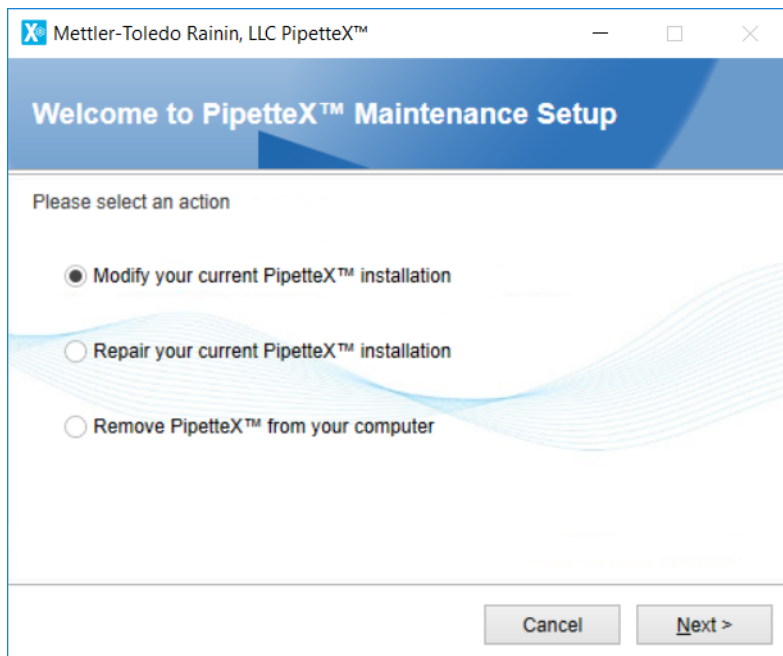 X® Mettler-Toledo Rainin, LLC PipetteX™
Welcome to PipetteX™ Maintenance Setup
Please select an action
Modify your current PipetteX™ installation
Repair your current PipetteX™ installation
Remove PipetteX™ from your computer
Cancel Next >